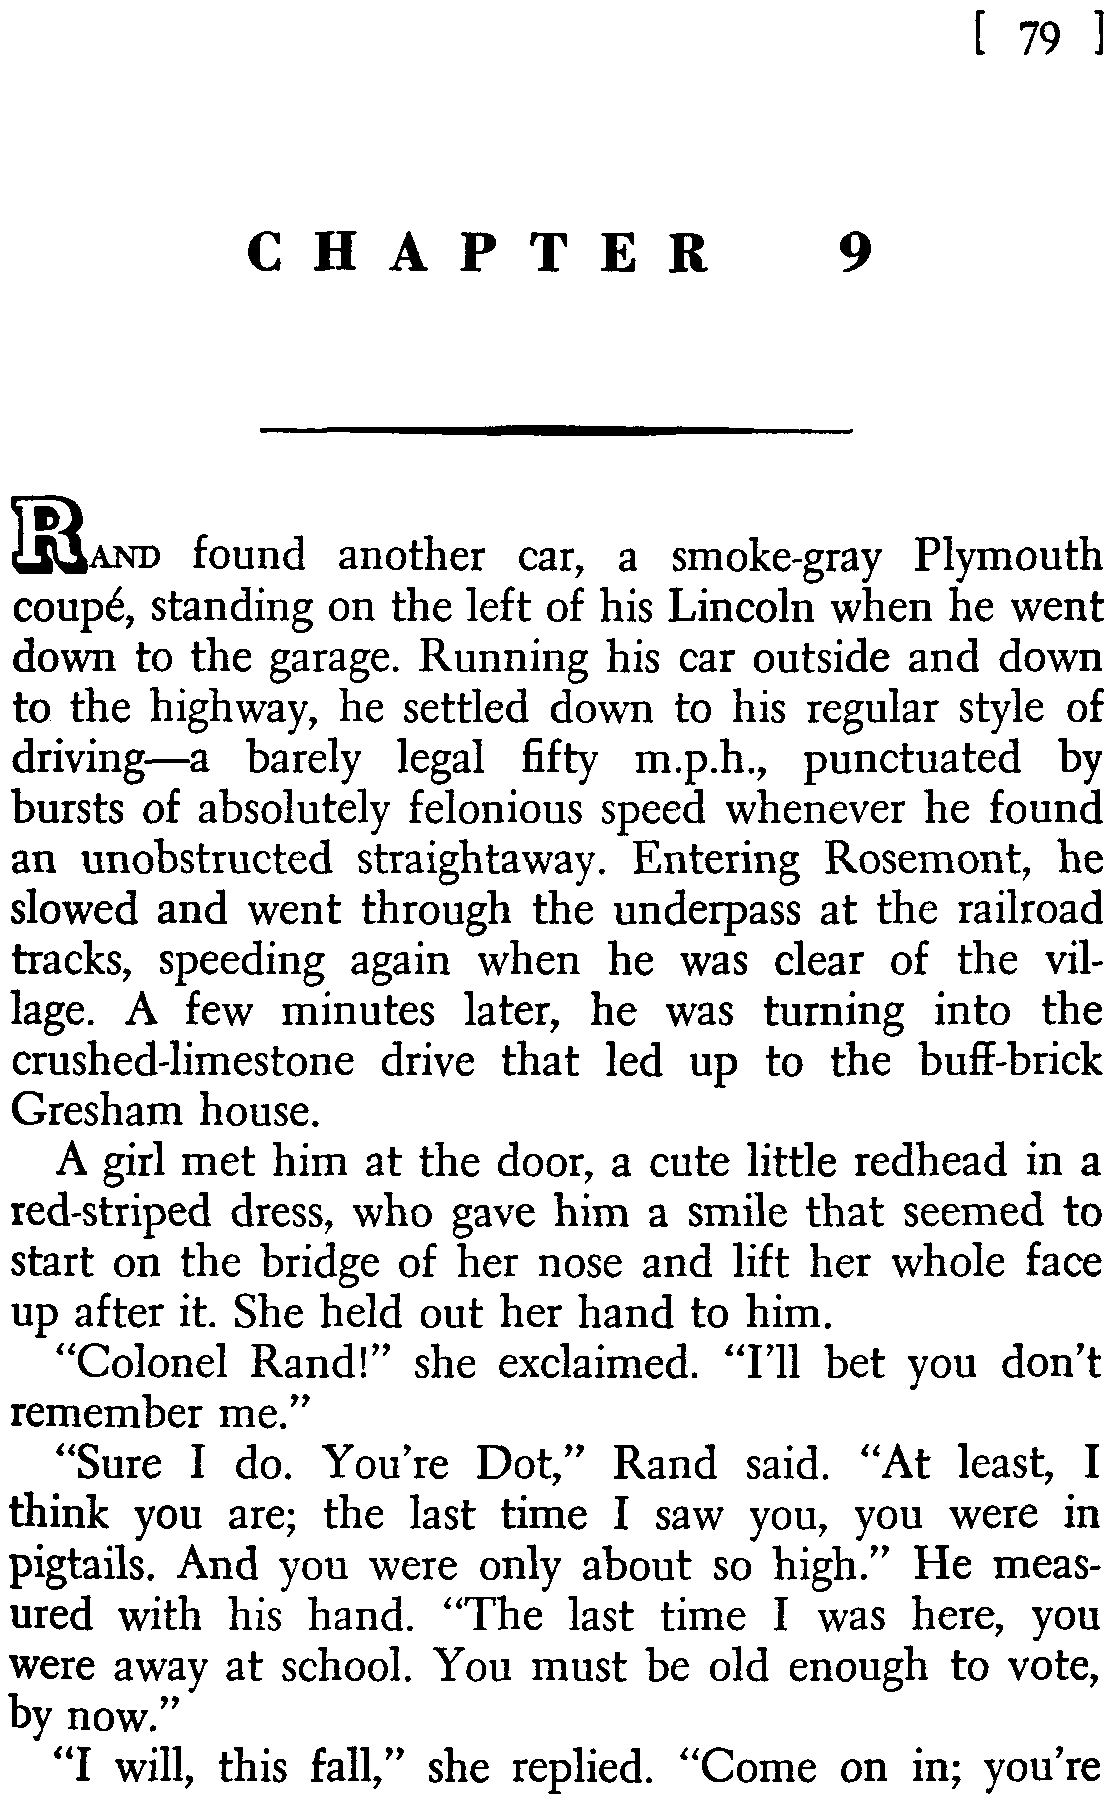 [ 79 ]
CHAPTER 9
RAND found another car, a smoke-gray Plymouth
coupé, standing on the left of his Lincoln when he went
down to the garage. Running his car outside and down
to the highway, he settled down to his regular style of
driving—a barely legal fifty m.p.h., punctuated by
bursts of absolutely felonious speed whenever he found
an unobstructed straightaway. Entering Rosemont, he
slowed and went through the underpass at the railroad
tracks, speeding again when he was clear of the vil-
lage. A few minutes later, he was turning into the
crushed-limestone drive that led up to the buff-brick
Gresham house.
A girl met him at the door, a cute little redhead in a
red-striped dress, who gave him a smile that seemed to
start on the bridge of her nose and lift her whole face
up after it. She held out her hand to him.
“Colonel Rand!” she exclaimed. “I’ll bet you don’t
remember me.”
“Sure I do. You’re Dot,” Rand said. “At least, I
think you are; the last time I saw you, you were in
pigtails. And you were only about so high.” He meas-
ured with his hand. “The last time I was here, you
were away at school. You must be old enough to vote,
by now.”
“I will, this fall,” she replied. “Come on in; you’re